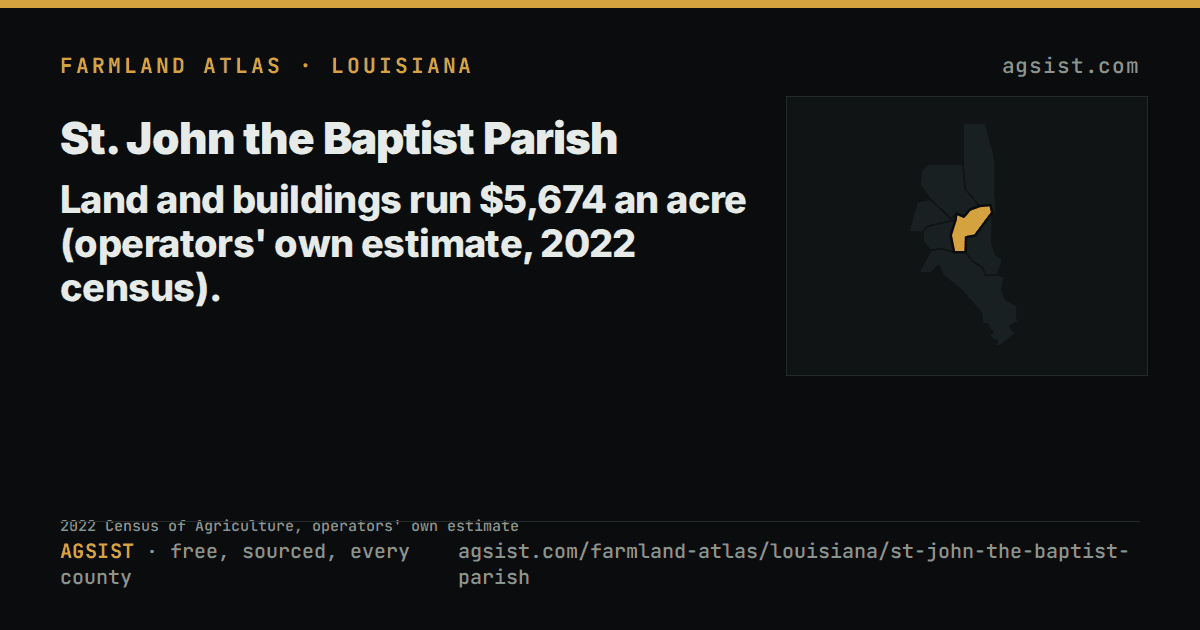 FARMLAND ATLAS · LOUISIANA
agsist.com
St. John the Baptist Parish
Land and buildings run $5,674 an acre
(operators' own estimate, 2022
census).
2022 Census of Agriculture, operators' own estimate
AGSIST · free, sourced, every
county
agsist.com/farmland-atlas/louisiana/st-john-the-baptist-
parish